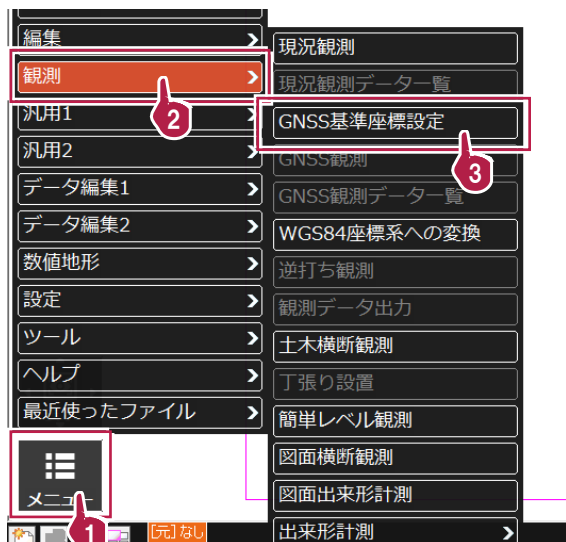 編集
観測
汎用1
汎用2
データ編集1
データ編集2
数値地形
設定
ツール
ヘルプ
最近使ったファイル
メニュー
[元]なし
現況観測
現況観測データ一覧
GNSS基準座標設定
GNSS観測
GNSS観測データ一覧
WGS84座標系への変換
逆打ち観測
観測データ出力
土木横断観測
丁張り設置
簡単レベル観測
図面横断観測
図面出来形計測
出来形計測
1
2
3